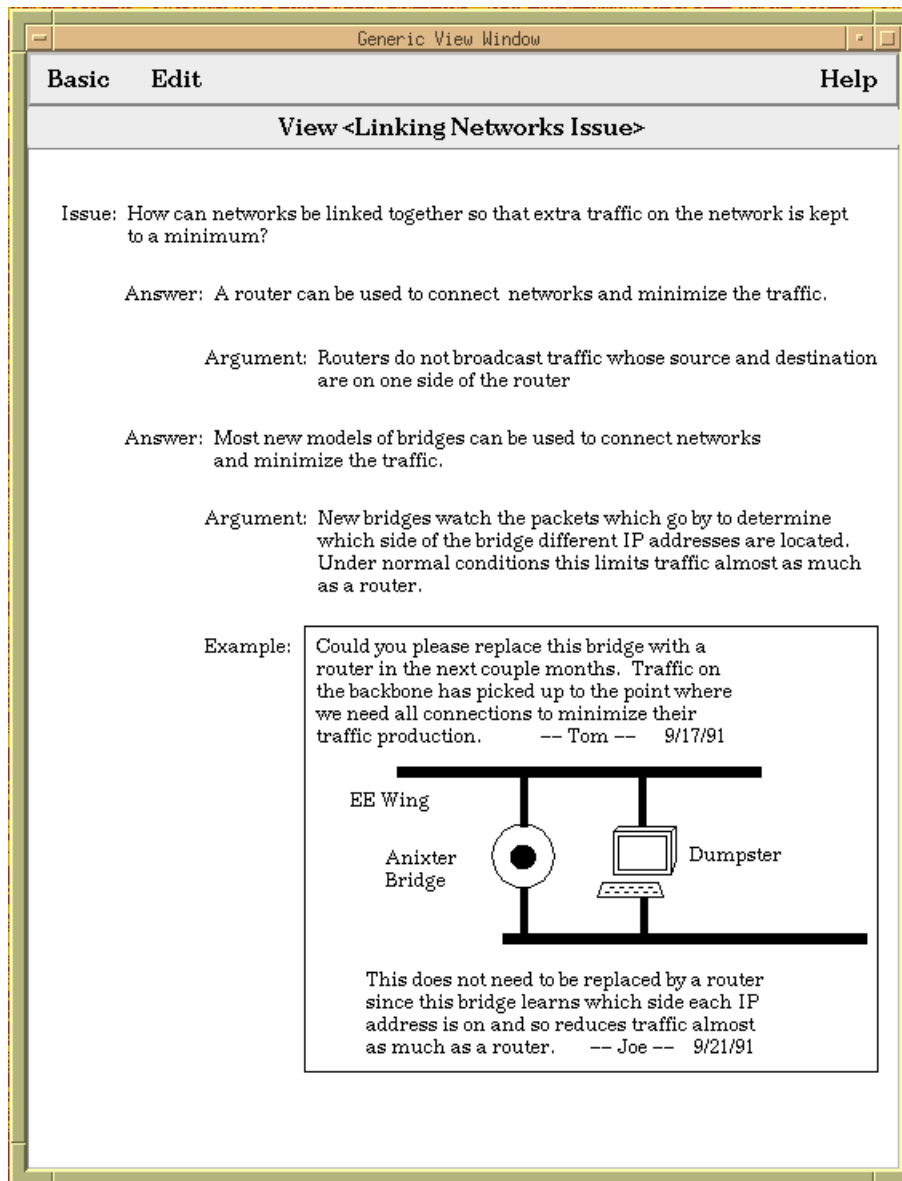 Generic View Window
Basic Edit Help
View <Linking Networks Issue>
Issue: How can networks be linked together so that extra traffic on the network is kept
to a minimum?
Answer: A router can be used to connect networks and minimize the traffic.
Argument: Routers do not broadcast traffic whose source and destination
are on one side of the router
Answer: Most new models of bridges can be used to connect networks
and minimize the traffic.
Argument: New bridges watch the packets which go by to determine
which side of the bridge different IP addresses are located.
Under normal conditions this limits traffic almost as much
as a router.
Example: Could you please replace this bridge with a
router in the next couple months. Traffic on
the backbone has picked up to the point where
we need all connections to minimize their
traffic production. -- Tom -- 9/17/91
EE Wing
Anixter
Bridge
Dumpster
This does not need to be replaced by a router
since this bridge learns which side each IP
address is on and so reduces traffic almost
as much as a router. -- Joe -- 9/21/91